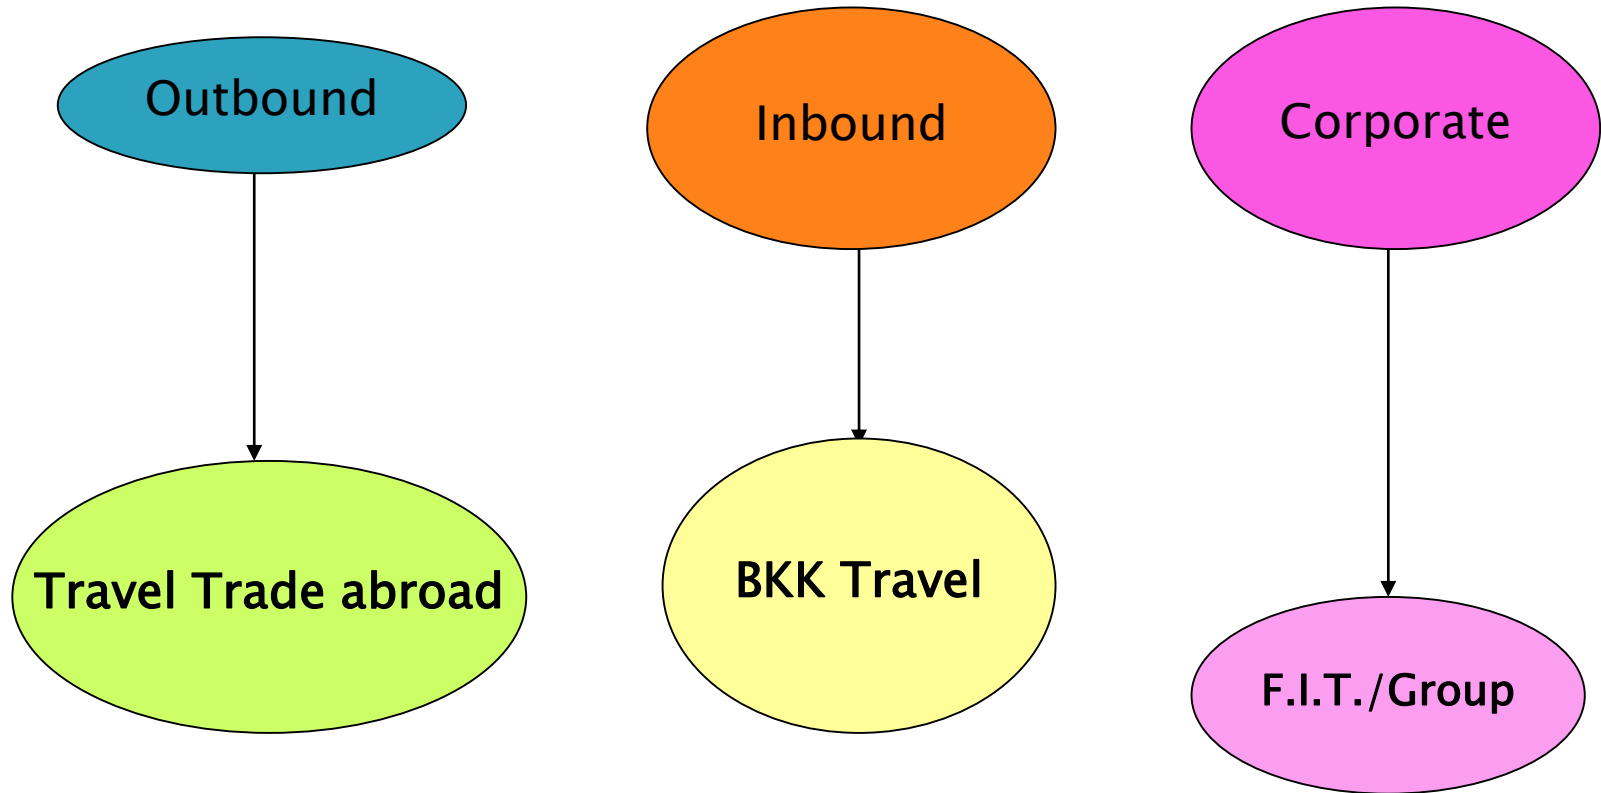 Outbound
Inbound
Corporate
Travel Trade abroad
BKK Travel
F.I.T./Group